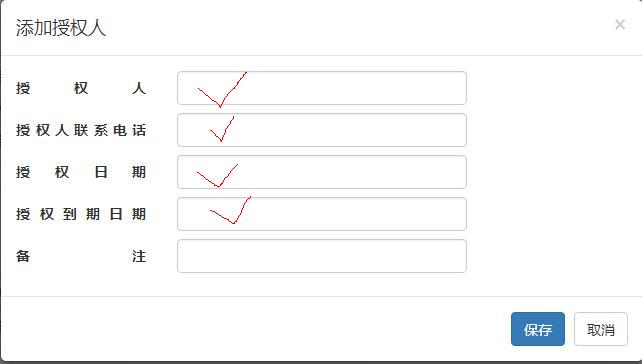 添加授权人 ×
授权人
授权人联系电话
授权日期
授权到期日期
备注
保存 取消